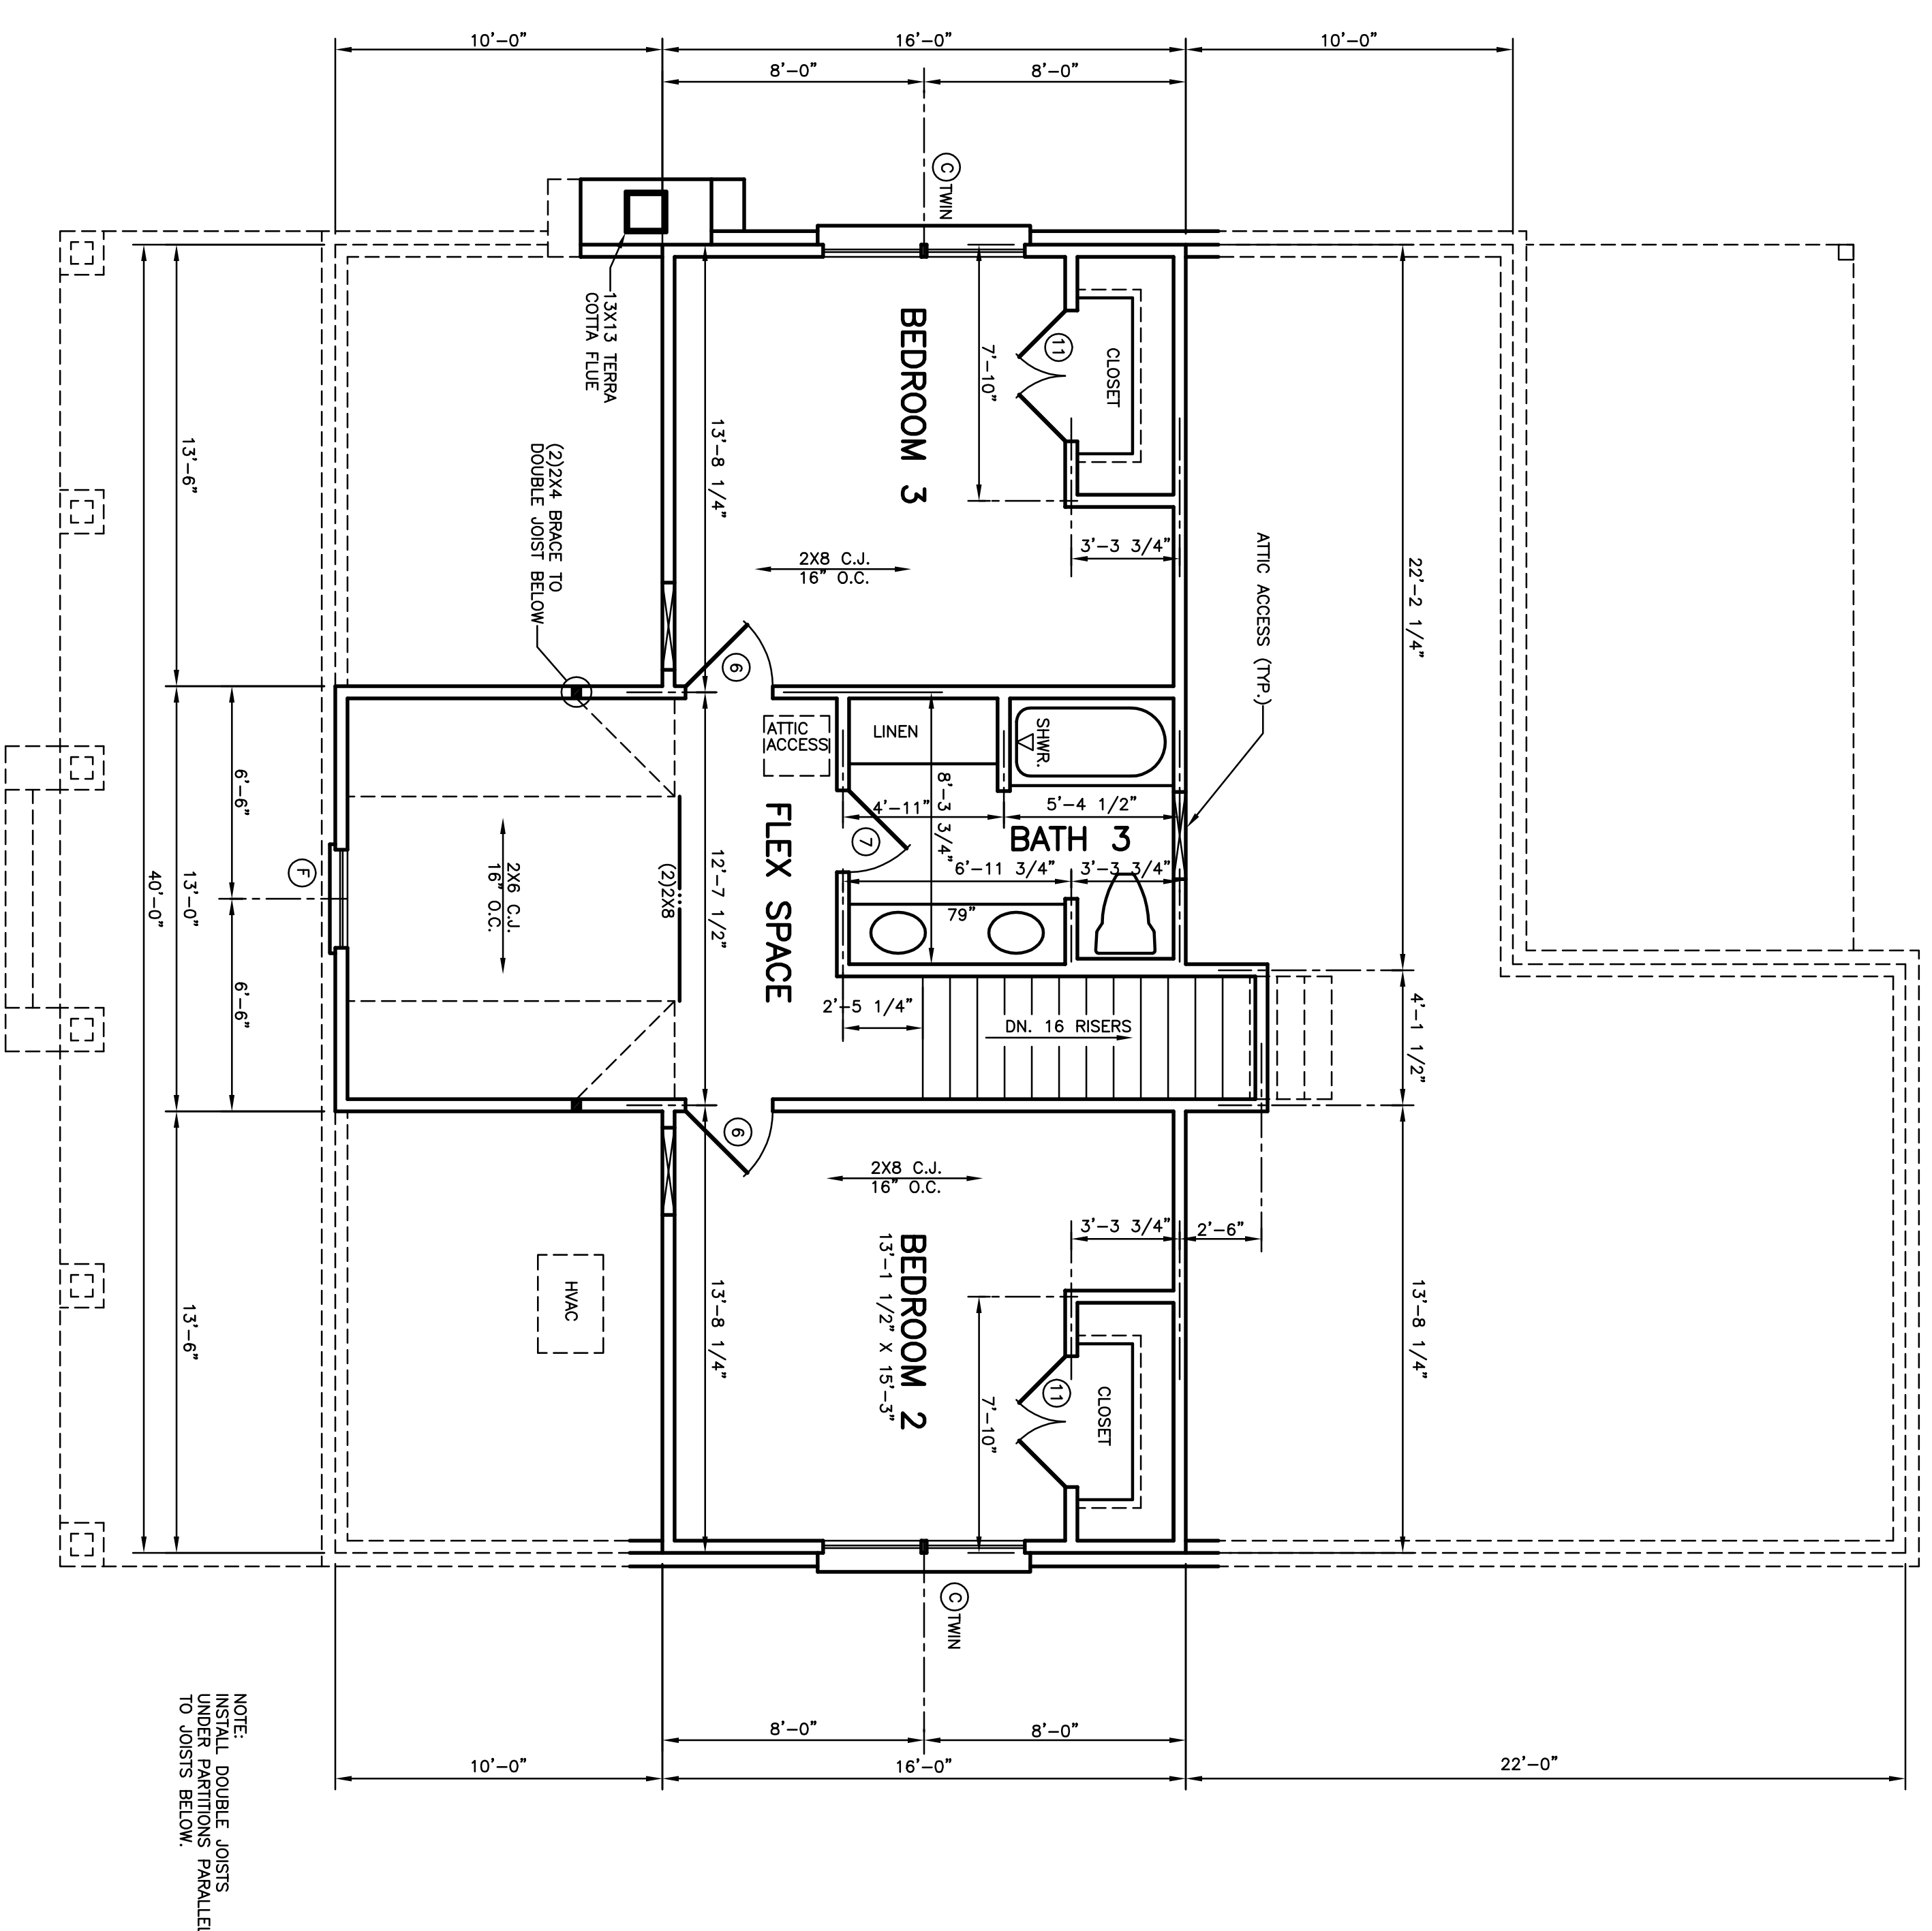 10'-0"
16'-0"
10'-0"
8'-0"
8'-0"
C
TWIN
13X13 TERRA
COTTA FLUE
BEDROOM 3
7'-10"
11
CLOSET
13'-8 1/4"
13'-6"
(2)2X4 BRACE TO
DOUBLE JOIST BELOW
2X8 C.J.
16" O.C.
3'-3 3/4"
ATTIC ACCESS (TYP.)
22'-2 1/4"
6
ATTIC
ACCESS
LINEN
SHWR.
8'-3 3/4"
4'-11"
5'-4 1/2"
7
BATH 3
6'-11 3/4"
3'-3 3/4"
79"
FLEX SPACE
12'-7 1/2"
(2)2X8
2X6 C.J.
16" O.C.
F
6'-6"
6'-6"
13'-0"
40'-0"
2'-5 1/4"
DN. 16 RISERS
4'-1 1/2"
6
2X8 C.J.
16" O.C.
3'-3 3/4"
2'-6"
BEDROOM 2
13'-1 1/2" X 15'-3"
HVAC
13'-8 1/4"
7'-10"
11
CLOSET
13'-8 1/4"
13'-6"
C
TWIN
8'-0"
8'-0"
10'-0"
16'-0"
22'-0"
NOTE:
INSTALL DOUBLE JOISTS
UNDER PARTITIONS PARALLEL
TO JOISTS BELOW.